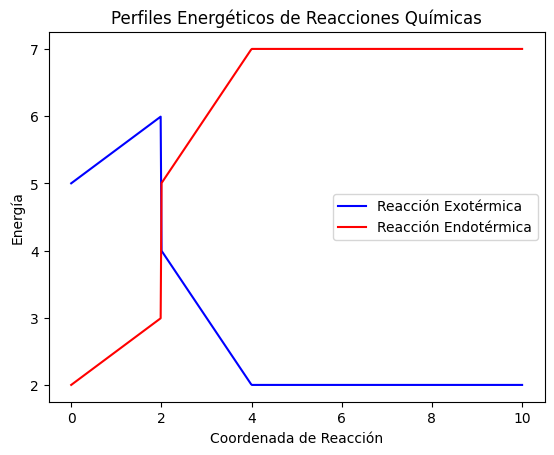 Perfiles Energéticos de Reacciones Químicas
7
6
5
4
3
2
Energía
Reacción Exotérmica
Reacción Endotérmica
0 2 4 6 8 10
Coordenada de Reacción